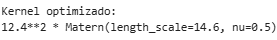 Kernel optimizado:
12.4**2 * Matern(length_scale=14.6, nu=0.5)